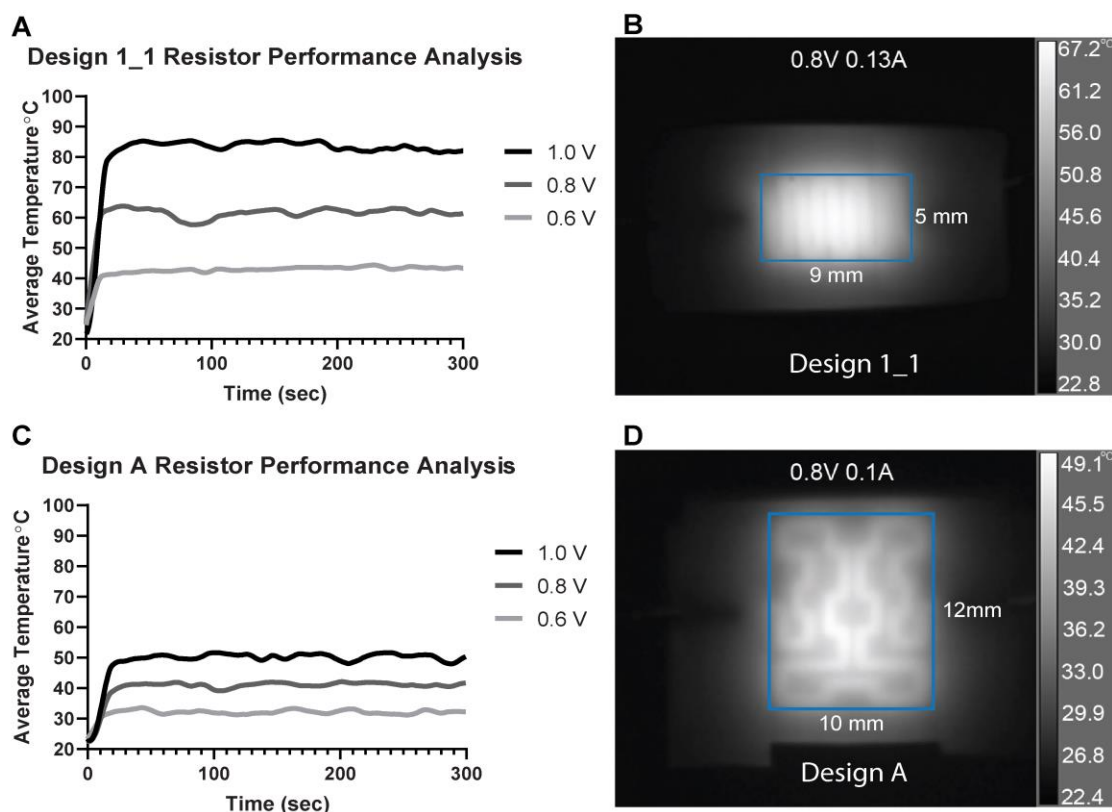 A
Design 1_1 Resistor Performance Analysis
Average Temperature°C
100
90
80
70
60
50
40
30
20
0
100
200
300
Time (sec)
1.0 V
0.8 V
0.6 V
B
0.8V 0.13A
5 mm
9 mm
Design 1_1
67.2°C
61.2
56.0
50.8
45.6
40.4
35.2
30.0
22.8
C
Design A Resistor Performance Analysis
Average Temperature°C
100
90
80
70
60
50
40
30
20
0
100
200
300
Time (sec)
1.0 V
0.8 V
0.6 V
D
0.8V 0.1A
12mm
10 mm
Design A
49.1°C
45.5
42.4
39.3
36.2
33.0
29.9
26.8
22.4